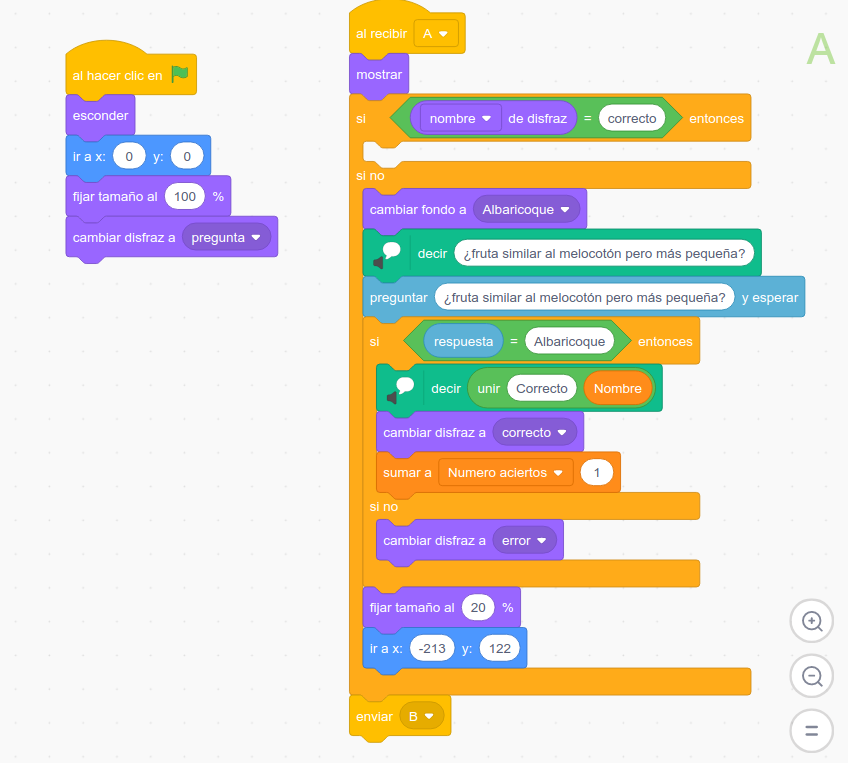 al hacer clic en
esconder
ir a x: 0 y: 0
fijar tamaño al 100 %
cambiar disfraz a pregunta
al recibir A
mostrar
si nombre de disfraz = correcto entonces
si no
cambiar fondo a Albaricoque
decir ¿fruta similar al melocotón pero más pequeña?
preguntar ¿fruta similar al melocotón pero más pequeña? y esperar
si respuesta = Albaricoque entonces
decir unir Correcto Nombre
cambiar disfraz a correcto
sumar a Numero aciertos 1
si no
cambiar disfraz a error
fijar tamaño al 20 %
ir a x: -213 y: 122
enviar B
A